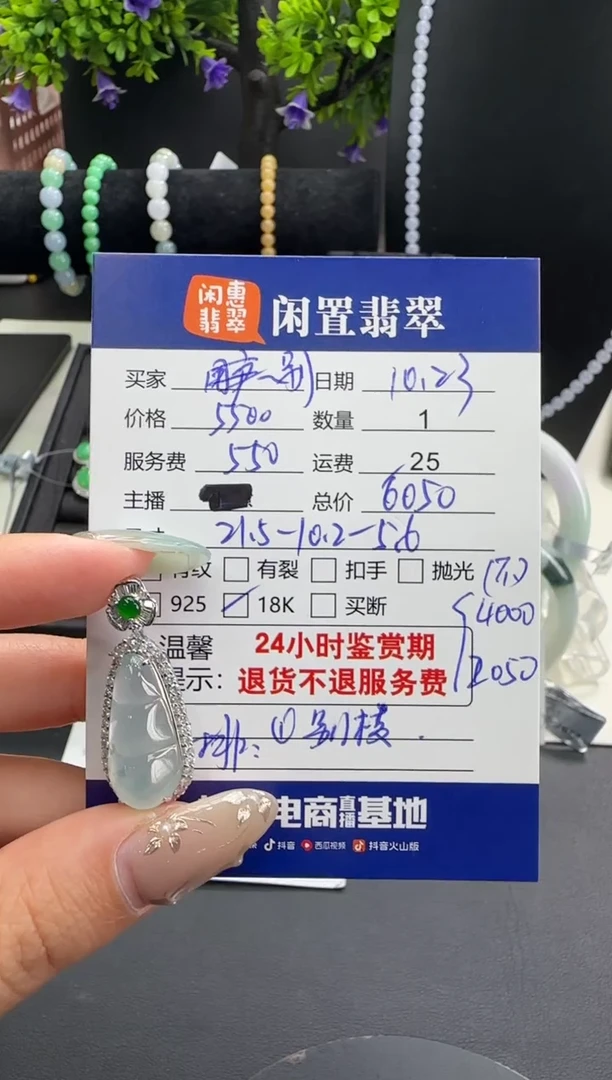 闲惠翡翠 闲置翡翠
买家 日期 10.23
价格 5500 数量 1
服务费 550 运费 25
主播 总价 6050
21.5-10.2-5.6
有纹 有裂 扣手 抛光
925 18K 买断 4000
温馨 24小时鉴赏期
提示: 退货不退服务费 2050
排: ①
电商直播基地
抖音 西瓜视频 抖音火山版